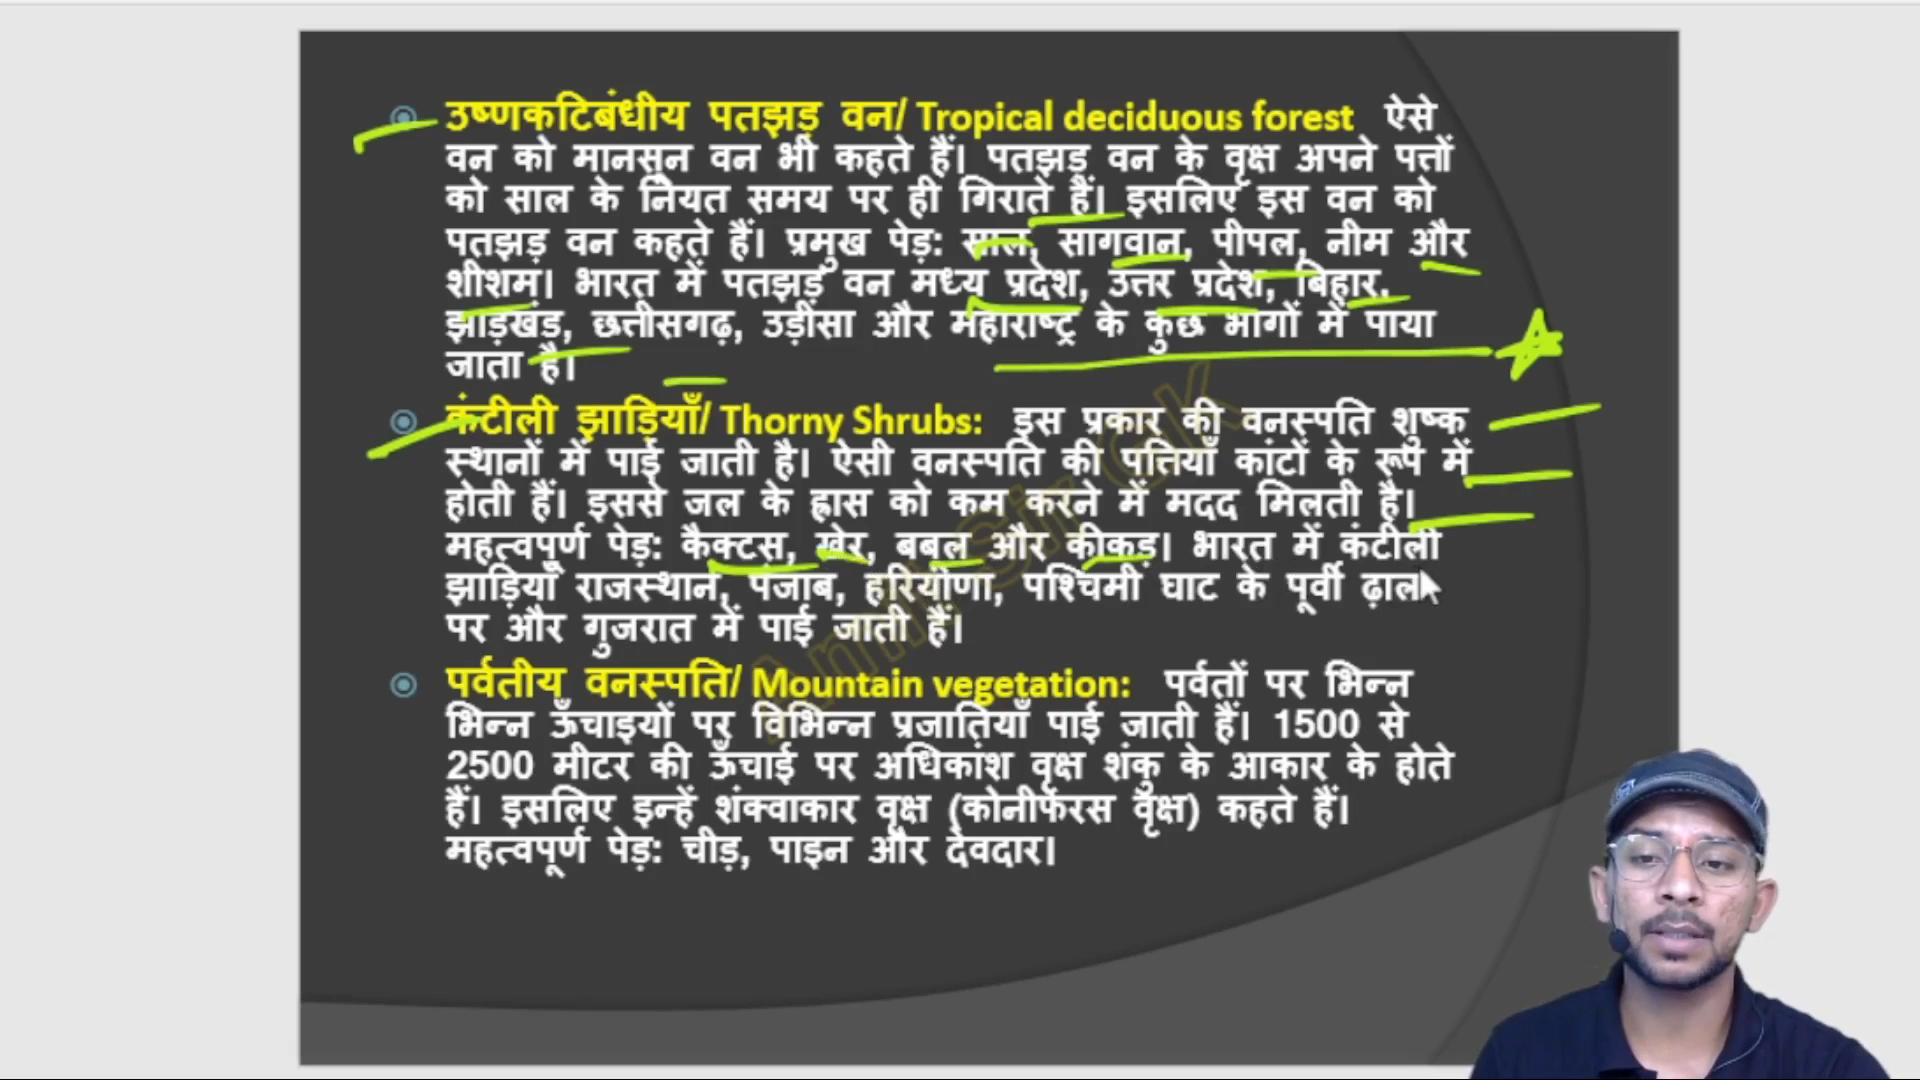 उष्णकटिबंधीय पतझड़ वन/ Tropical deciduous forest ऐसे
वन को मानसून वन भी कहते हैं। पतझड़ वन के वृक्ष अपने पत्तों
को साल के नियत समय पर ही गिराते हैं। इसलिए इस वन को
पतझड़ वन कहते हैं। प्रमुख पेड़: साल, सागवान, पीपल, नीम और
शीशम। भारत में पतझड़ वन मध्य प्रदेश, उत्तर प्रदेश, बिहार,
झाड़खंड, छत्तीसगढ़, उड़ीसा और महाराष्ट्र के कुछ भागों में पाया
जाता है।
कंटीली झाड़ियाँ/ Thorny Shrubs: इस प्रकार की वनस्पति शुष्क
स्थानों में पाई जाती है। ऐसी वनस्पति की पत्तियाँ कांटों के रूप में
होती हैं। इससे जल के ह्रास को कम करने में मदद मिलती है।
महत्वपूर्ण पेड़: कैक्टस, खैर, बबूल और कीकड़। भारत में कंटीली
झाड़ियाँ राजस्थान, पंजाब, हरियाणा, पश्चिमी घाट के पूर्वी ढ़ाल
पर और गुजरात में पाई जाती हैं।
पर्वतीय वनस्पति/ Mountain vegetation: पर्वतों पर भिन्न
भिन्न ऊँचाइयों पर विभिन्न प्रजातियाँ पाई जाती हैं। 1500 से
2500 मीटर की ऊँचाई पर अधिकांश वृक्ष शंकु के आकार के होते
हैं। इसलिए इन्हें शंक्वाकार वृक्ष (कोनीफेरस वृक्ष) कहते हैं।
महत्वपूर्ण पेड़: चीड़, पाइन और देवदार।